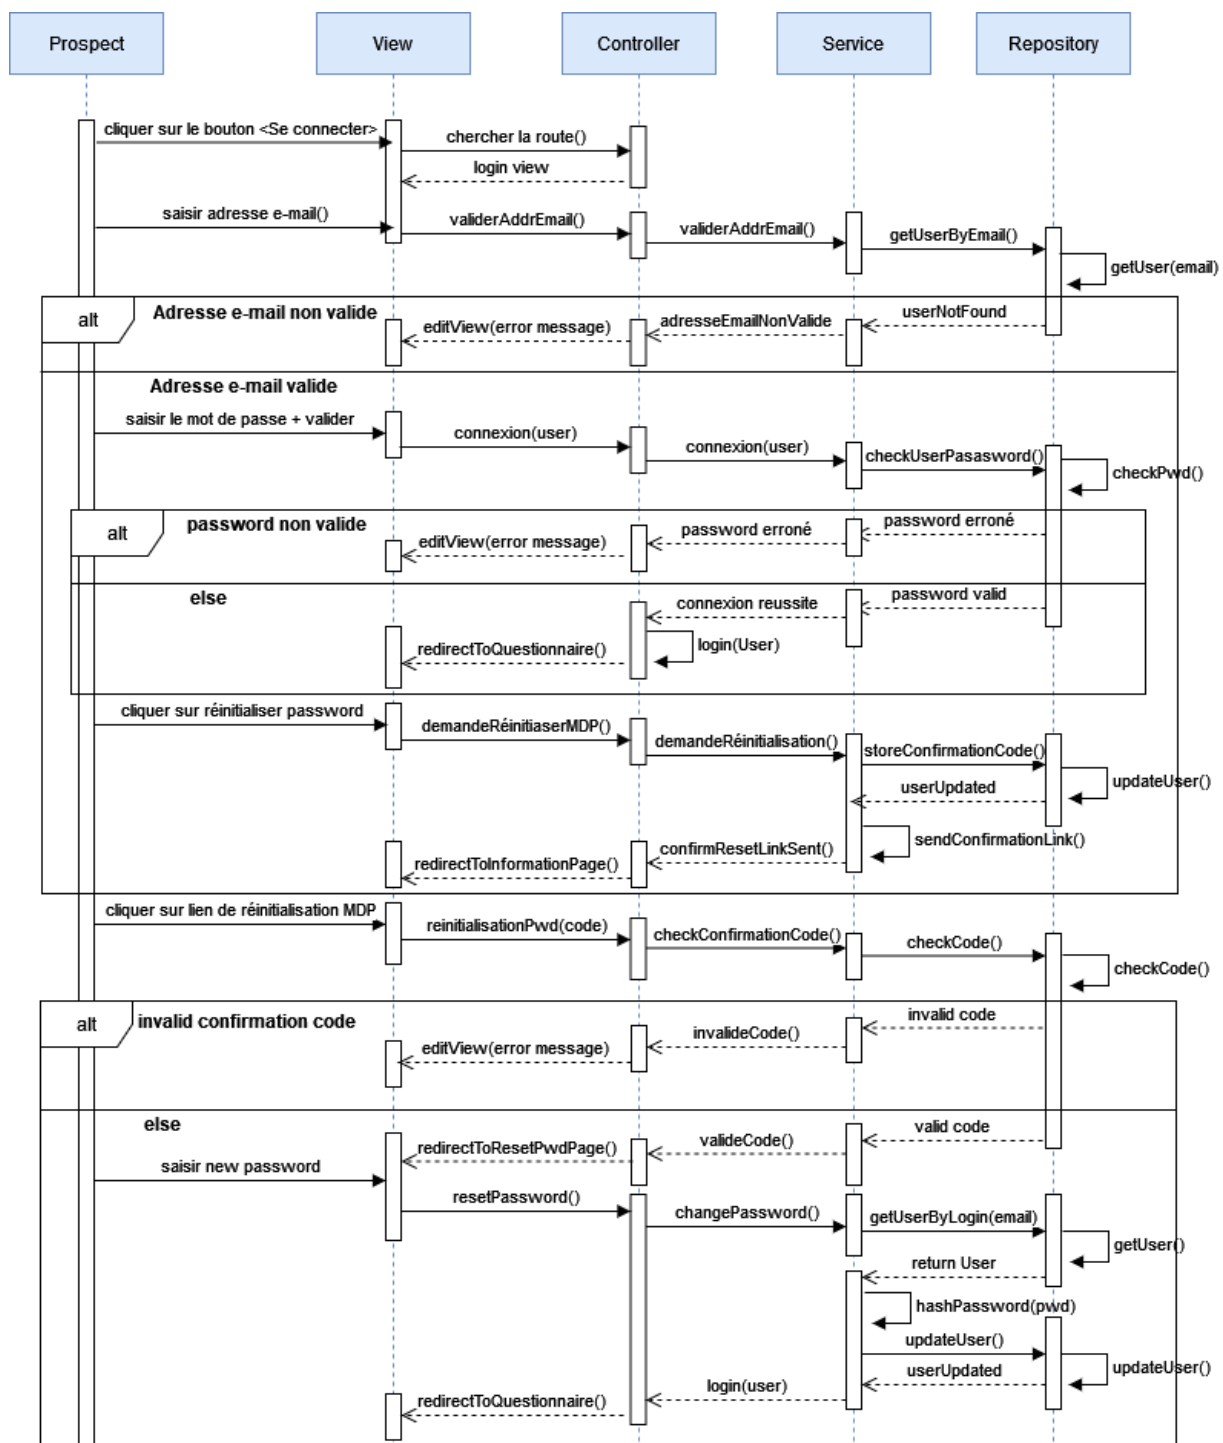 Prospect
View
Controller
Service
Repository
cliquer sur le bouton <Se connecter>
chercher la route()
login view
saisir adresse e-mail()
validerAddrEmail()
validerAddrEmail()
getUserByEmail()
getUser(email)
alt
Adresse e-mail non valide
userNotFound
adresseEmailNonValide
editView(error message)
Adresse e-mail valide
saisir le mot de passe + valider
connexion(user)
connexion(user)
checkUserPasasword()
checkPwd()
alt
password non valide
password erroné
password erroné
editView(error message)
else
password valid
connexion reussite
login(User)
redirectToQuestionnaire()
cliquer sur réinitialiser password
demandeRéinitiaserMDP()
demandeRéinitialisation()
storeConfirmationCode()
updateUser()
userUpdated
sendConfirmationLink()
confirmResetLinkSent()
redirectToInformationPage()
cliquer sur lien de réinitialisation MDP
reinitialisationPwd(code)
checkConfirmationCode()
checkCode()
checkCode()
alt
invalid confirmation code
invalid code
invalideCode()
editView(error message)
else
valid code
valideCode()
redirectToResetPwdPage()
saisir new password
resetPassword()
changePassword()
getUserByLogin(email)
getUser()
return User
hashPassword(pwd)
updateUser()
updateUser()
userUpdated
login(user)
redirectToQuestionnaire()